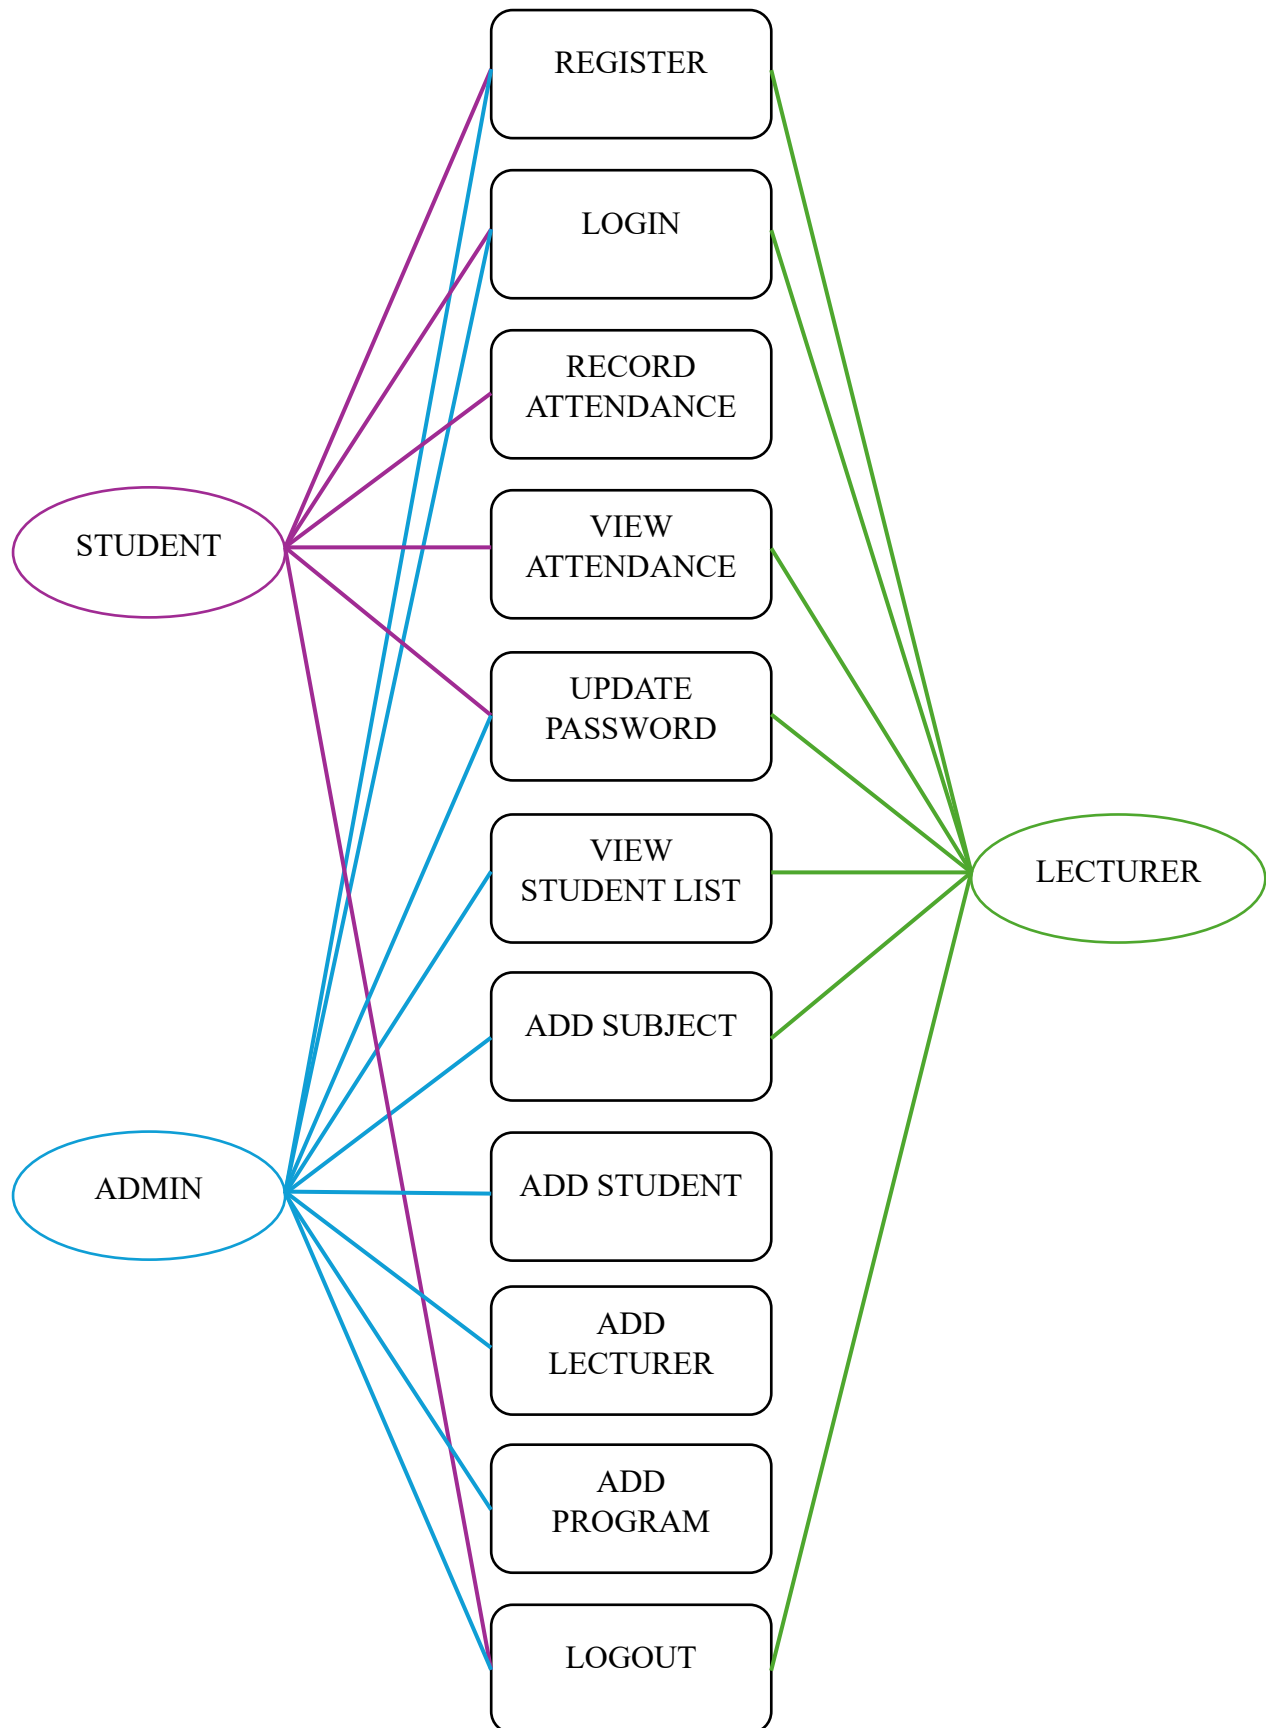 REGISTER
LOGIN
RECORD
ATTENDANCE
STUDENT
VIEW
ATTENDANCE
UPDATE
PASSWORD
VIEW
STUDENT LIST
LECTURER
ADD SUBJECT
ADMIN
ADD STUDENT
ADD
LECTURER
ADD
PROGRAM
LOGOUT